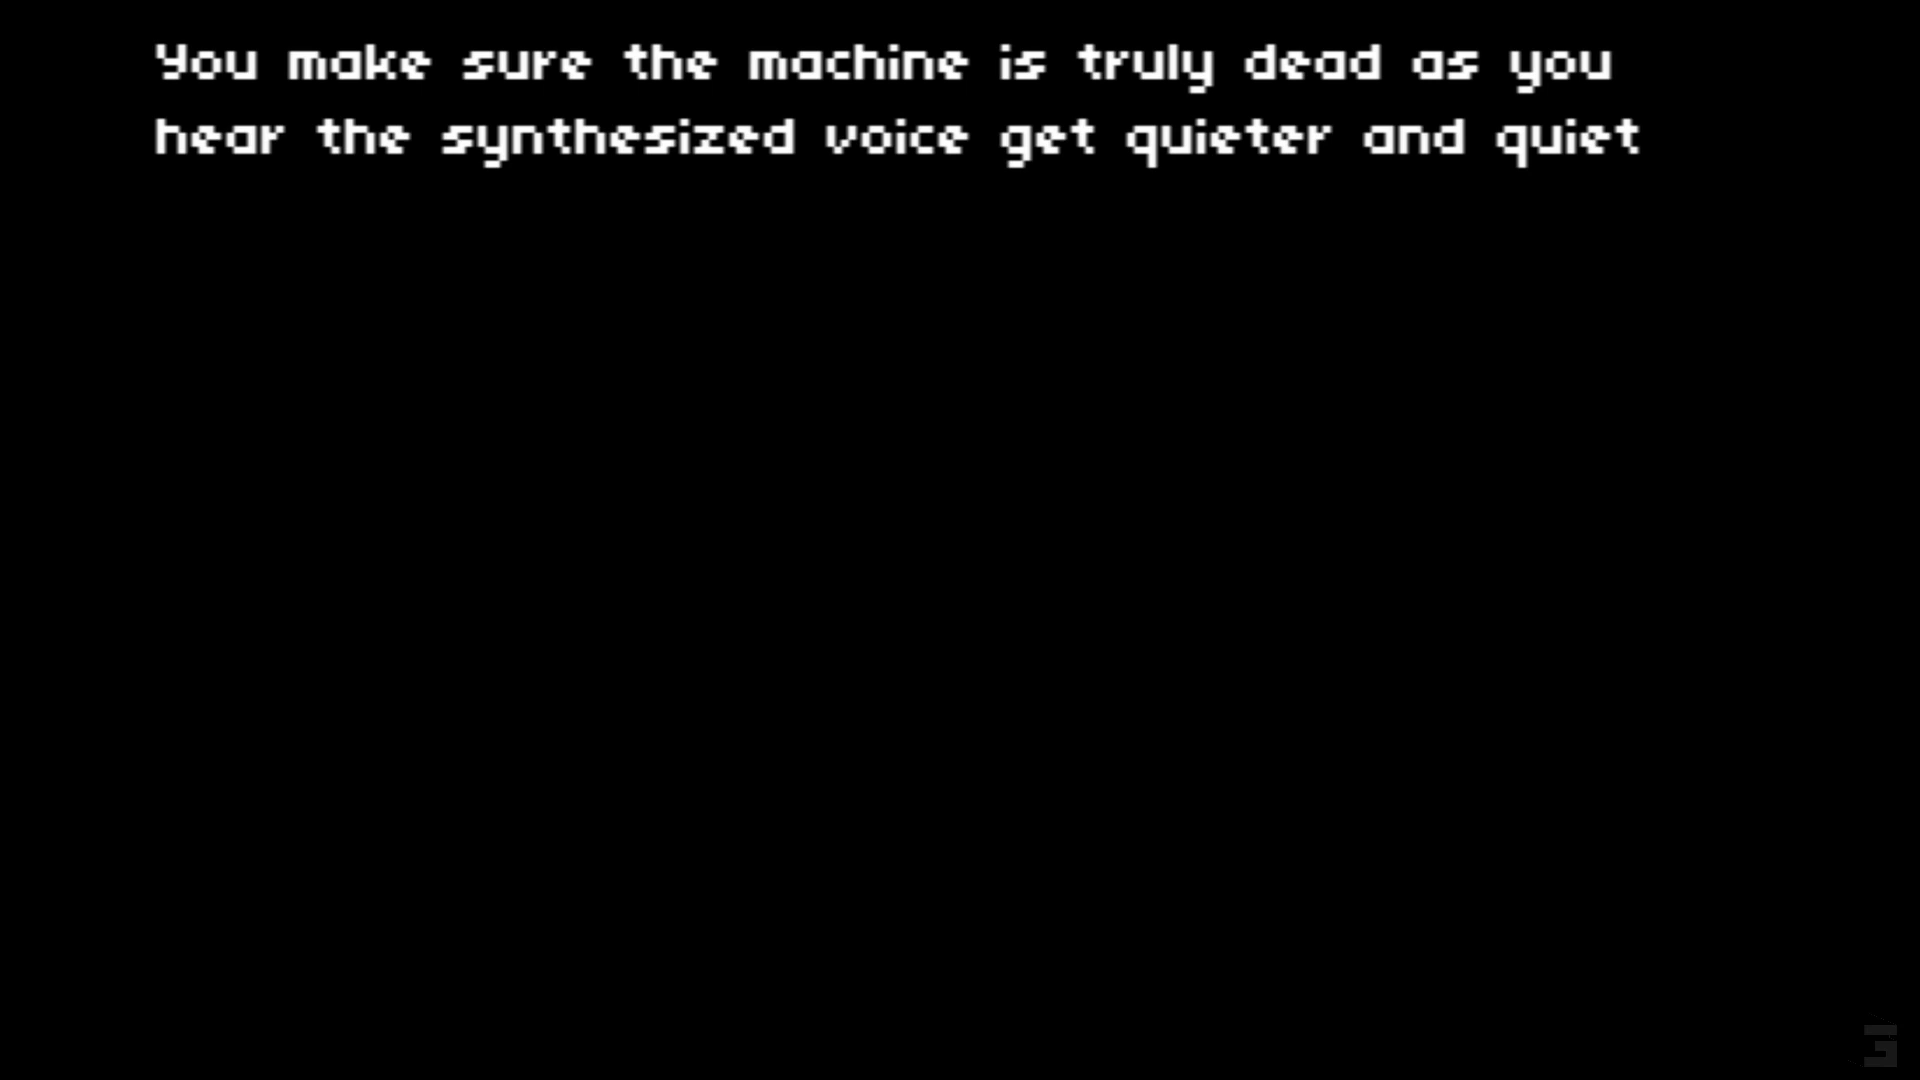 You make sure the machine is truly dead as you
hear the synthesized voice get quieter and quiet